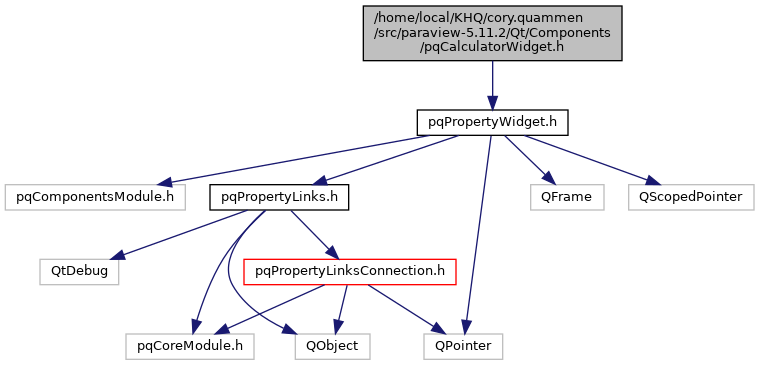 /home/local/KHQ/cory.quammen
/src/paraview-5.11.2/Qt/Components
/pqCalculatorWidget.h
pqPropertyWidget.h
pqComponentsModule.h
pqPropertyLinks.h
QFrame
QScopedPointer
QtDebug
pqPropertyLinksConnection.h
pqCoreModule.h
QObject
QPointer